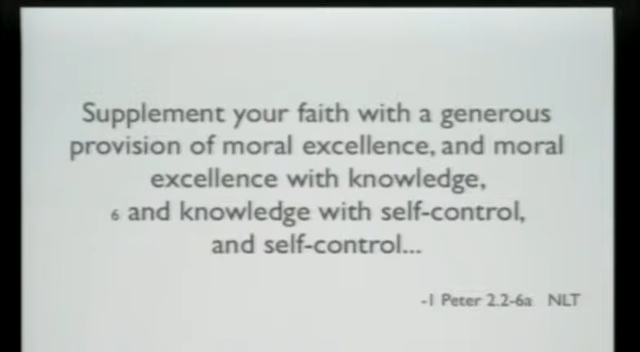 Supplement your faith with a generous
provision of moral excellence, and moral
excellence with knowledge,
6 and knowledge with self-control,
and self-control...
-1 Peter 2.2-6a NLT